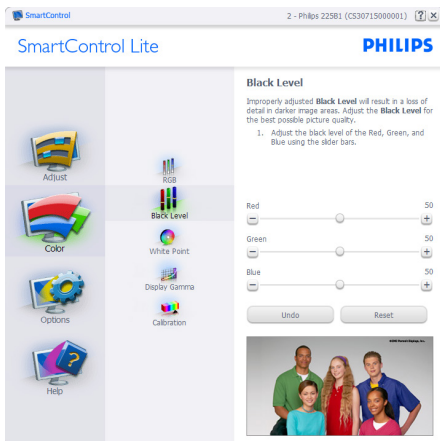 SmartControl
2 - Philips 225B1 (CS30715000001)
SmartControl Lite
PHILIPS
Adjust
Color
Options
Help
RGB
Black Level
White Point
Display Gamma
Calibration
Black Level
Improperly adjusted Black Level will result in a loss of
detail in darker image areas. Adjust the Black Level for
the best possible picture quality.
1. Adjust the black level of the Red, Green, and
Blue using the slider bars.
Red 50
Green 50
Blue 50
Undo Reset